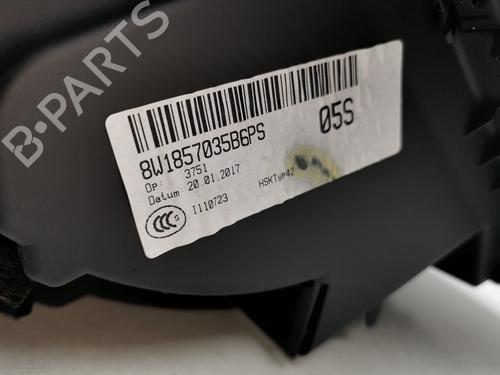 B-PARTS
05S
8W1857035B6PS
Op: 3751
Datum: 20.01.2017
HSKTyp42
CCC S
I110723